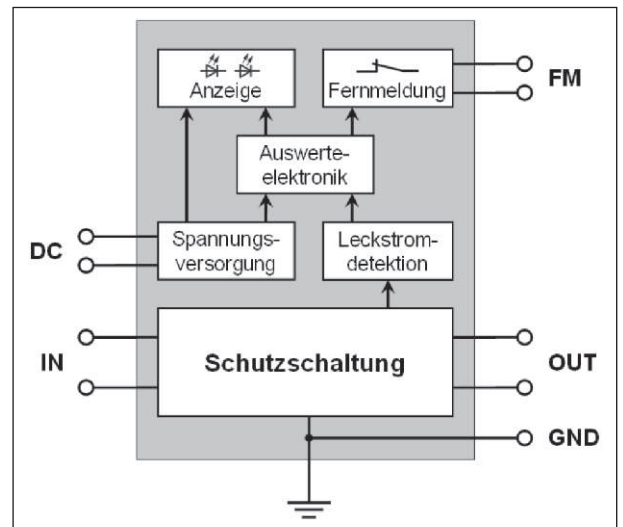 Anzeige
Fernmeldung
FM
Auswerte-
elektronik
DC
Spannungs-
versorgung
Leckstrom-
detektion
IN
Schutzschaltung
OUT
GND